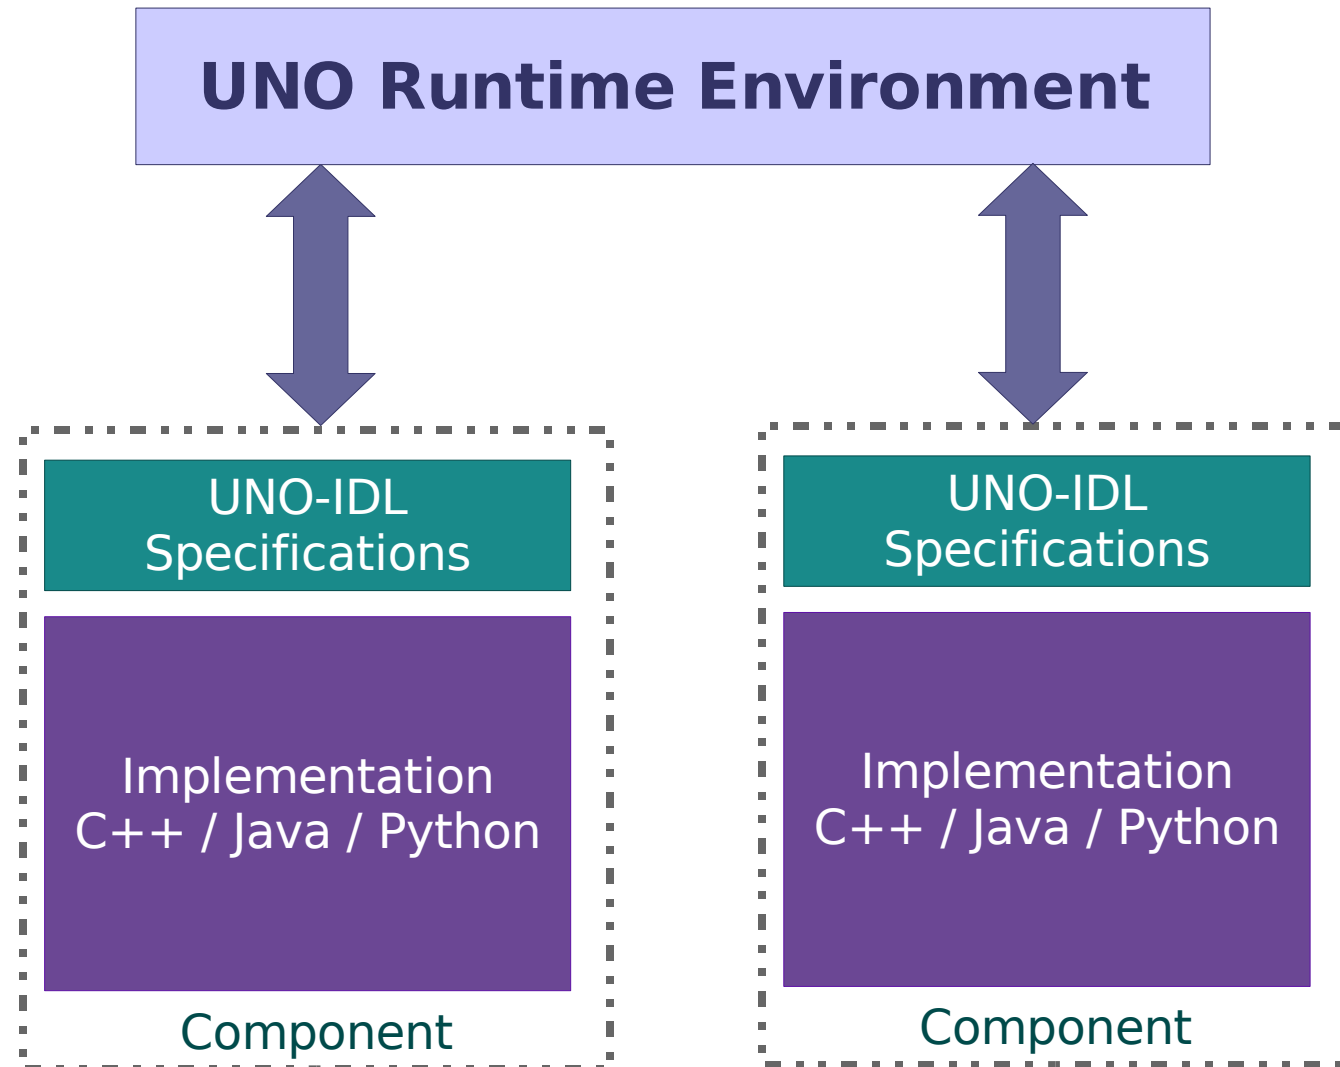 UNO Runtime Environment
UNO-IDL
Specifications
Implementation
C++ / Java / Python
Component
UNO-IDL
Specifications
Implementation
C++ / Java / Python
Component